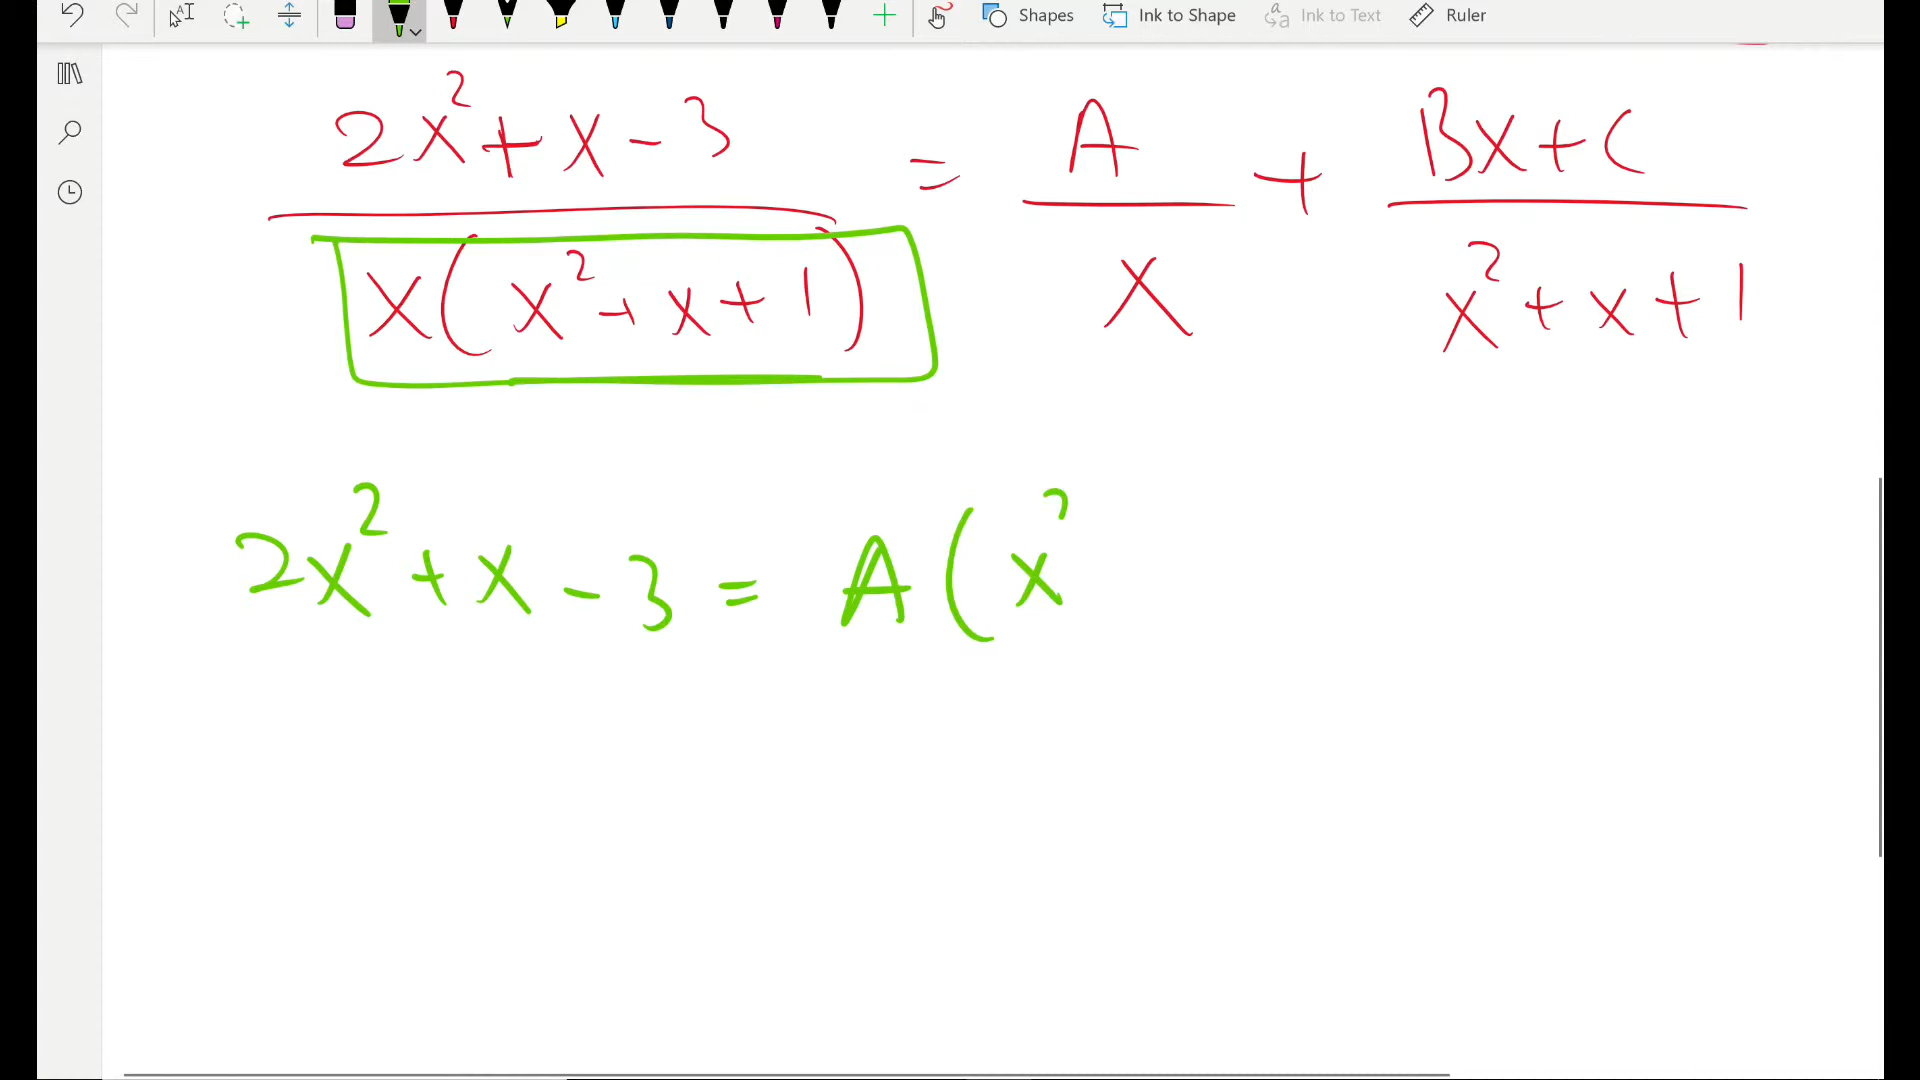 Shapes Ink to Shape Ink to Text Ruler
2x² + x - 3 = A + Bx + C
x(x² + x + 1) x x² + x + 1
2x² + x - 3 = A(x²